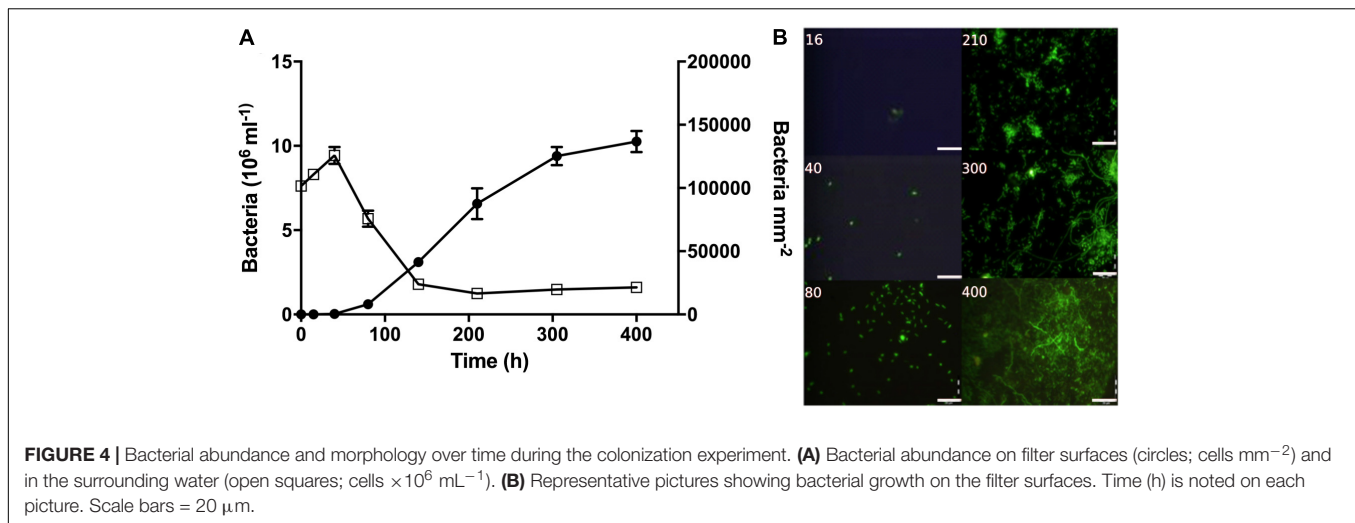 A
B
15
10
5
0
Bacteria (10⁶ ml⁻¹)
200000
150000
100000
50000
0
Bacteria mm⁻²
0
100
200
300
400
Time (h)
16
210
40
300
80
400
FIGURE 4 | Bacterial abundance and morphology over time during the colonization experiment. (A) Bacterial abundance on filter surfaces (circles; cells mm⁻²) and
in the surrounding water (open squares; cells ×10⁶ mL⁻¹). (B) Representative pictures showing bacterial growth on the filter surfaces. Time (h) is noted on each
picture. Scale bars = 20 μm.